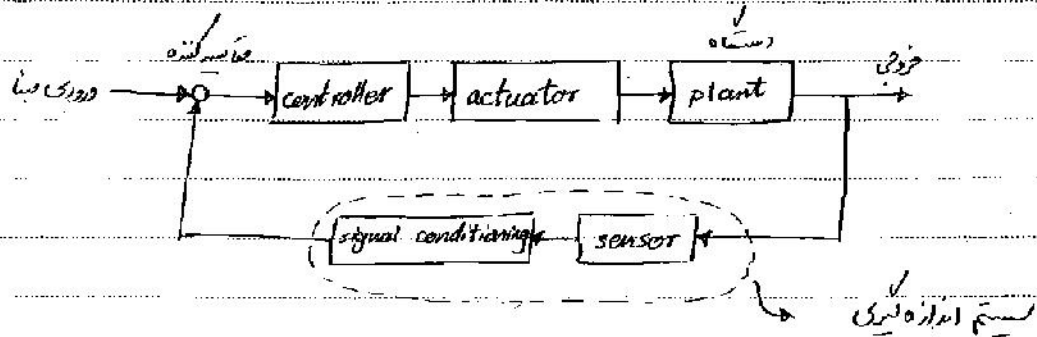 دستگاه
مقایسه کننده
خروجی
ورودی مبنا
controller
actuator
plant
signal conditioning
sensor
سیستم اندازه گیری